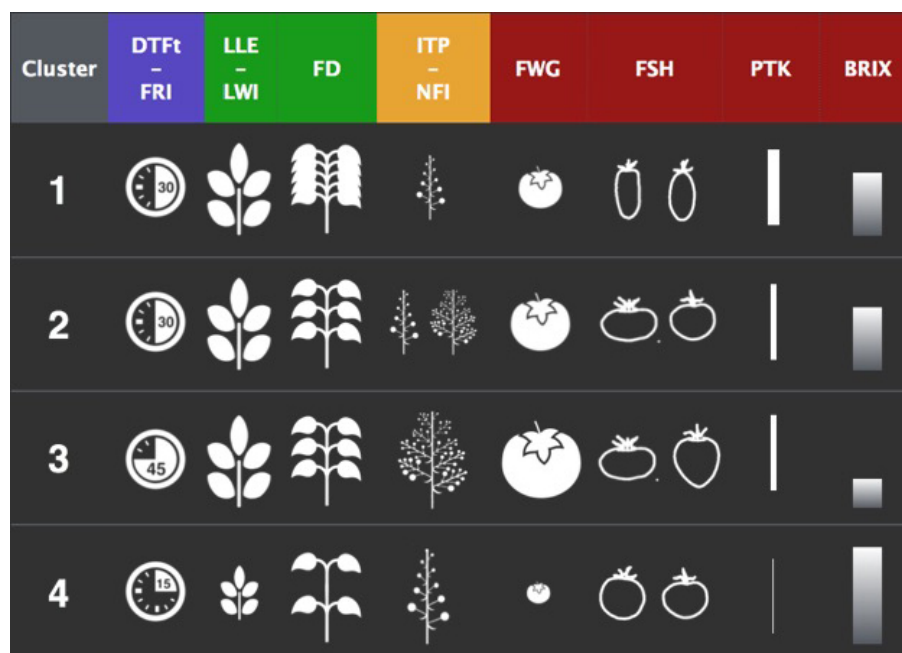 Cluster DTFt – FRI LLE – LWI FD ITP – NFI FWG FSH PTK BRIX
1 30
2 30
3 45
4 15